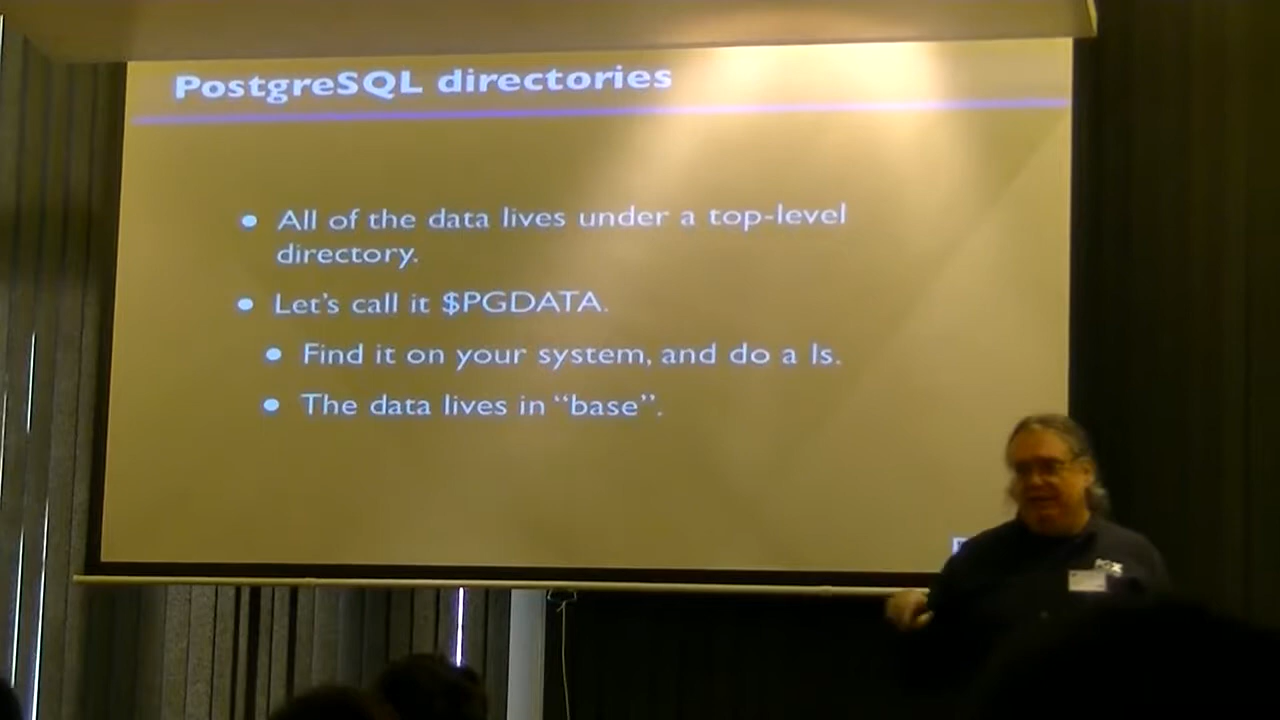 PostgreSQL directories
• All of the data lives under a top-level
directory.
• Let's call it $PGDATA.
• Find it on your system, and do a ls.
• The data lives in “base”.